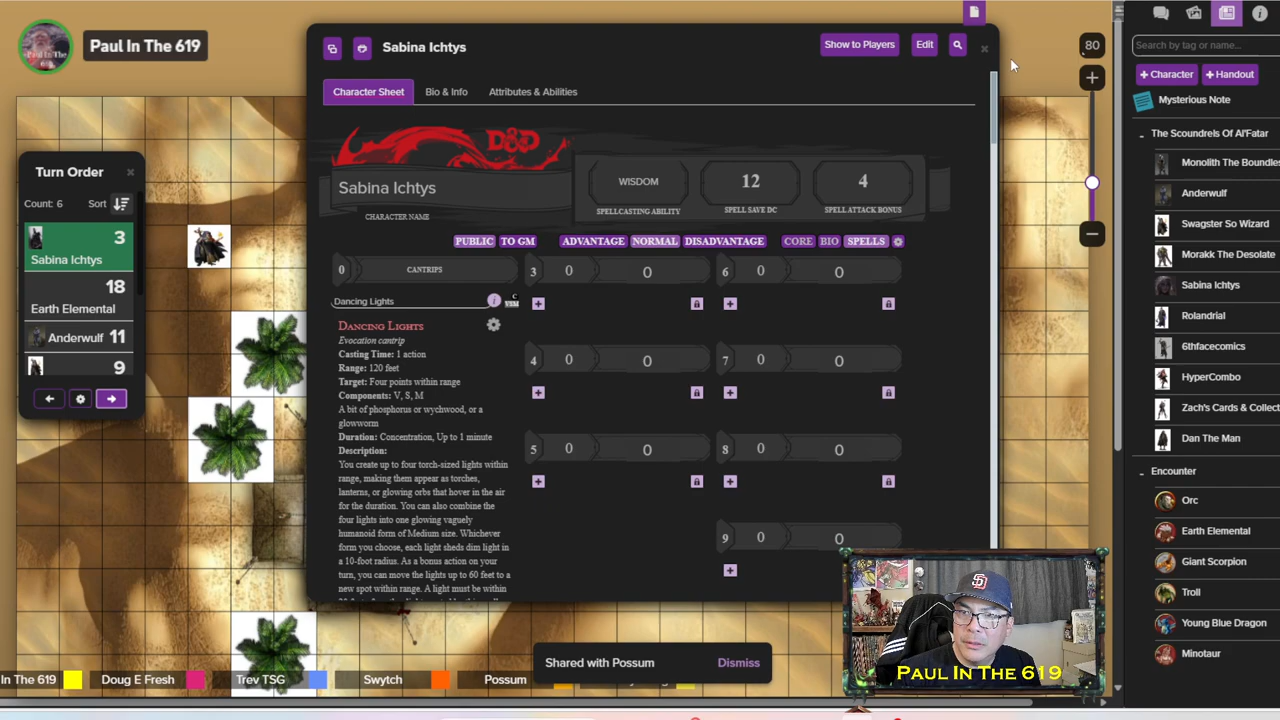 Paul In The 619
Turn Order
Count: 6
Sort
3
Sabina Ichtys
18
Earth Elemental
Anderwulf
11
9
Sabina Ichtys
Show to Players
Edit
Character Sheet
Bio & Info
Attributes & Abilities
D&D
Sabina Ichtys
CHARACTER NAME
WISDOM
SPELLCASTING ABILITY
12
SPELL SAVE DC
4
SPELL ATTACK BONUS
PUBLIC TO GM ADVANTAGE NORMAL DISADVANTAGE CORE BIO SPELLS
0 CANTRIPS
Dancing Lights
C
VSM
DANCING LIGHTS
Evocation cantrip
Casting Time: 1 action
Range: 120 feet
Target: Four points within range
Components: V, S, M
A bit of phosphorus or wychwood, or a
glowworm
Duration: Concentration, Up to 1 minute
Description:
You create up to four torch-sized lights within
range, making them appear as torches,
lanterns, or glowing orbs that hover in the air
for the duration. You can also combine the
four lights into one glowing vaguely
humanoid form of Medium size. Whichever
form you choose, each light sheds dim light in
a 10-foot radius. As a bonus action on your
turn, you can move the lights up to 60 feet to a
new spot within range. A light must be within
3 0 0
4 0 0
5 0 0
6 0 0
7 0 0
8 0 0
9 0 0
Shared with Possum
Dismiss
In The 619
Doug E Fresh
Trev TSG
Swytch
Possum
PAUL IN THE 619
80
Search by tag or name...
+ Character
+ Handout
Mysterious Note
The Scoundrels Of Al'Fatar
Monolith The Boundles
Anderwulf
Swagster So Wizard
Morakk The Desolate
Sabina Ichtys
Rolandrial
6thfacecomics
HyperCombo
Zach's Cards & Collect
Dan The Man
Encounter
Orc
Earth Elemental
Giant Scorpion
Troll
Young Blue Dragon
Minotaur